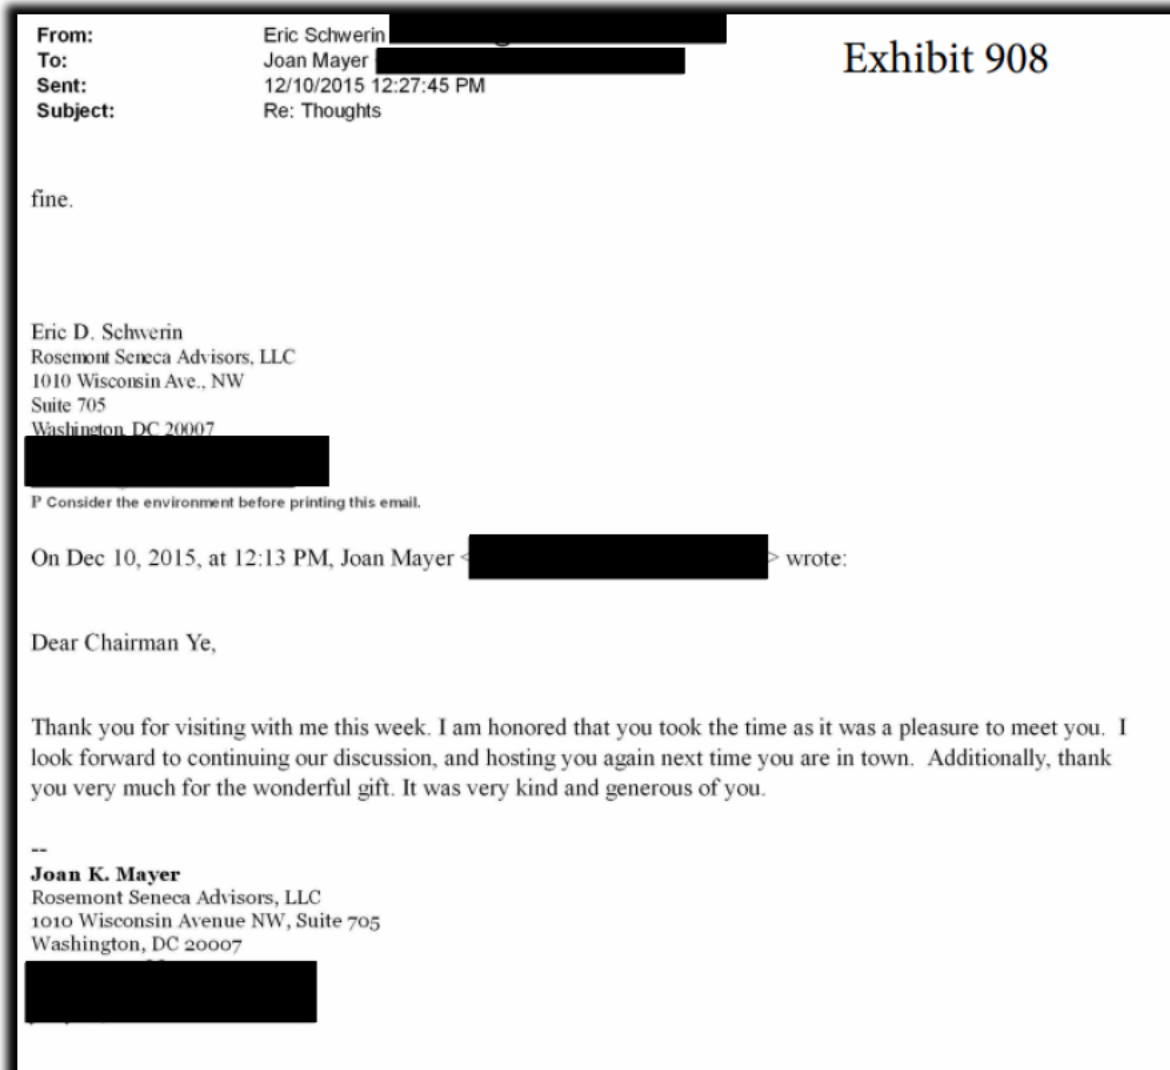 From: Eric Schwerin
To: Joan Mayer
Exhibit 908
Sent: 12/10/2015 12:27:45 PM
Subject: Re: Thoughts
fine.
Eric D. Schwerin
Rosemont Seneca Advisors, LLC
1010 Wisconsin Ave., NW
Suite 705
Washington, DC 20007
P Consider the environment before printing this email.
On Dec 10, 2015, at 12:13 PM, Joan Mayer < > wrote:
Dear Chairman Ye,
Thank you for visiting with me this week. I am honored that you took the time as it was a pleasure to meet you.  I
look forward to continuing our discussion, and hosting you again next time you are in town.  Additionally, thank
you very much for the wonderful gift. It was very kind and generous of you.
--
Joan K. Mayer
Rosemont Seneca Advisors, LLC
1010 Wisconsin Avenue NW, Suite 705
Washington, DC 20007